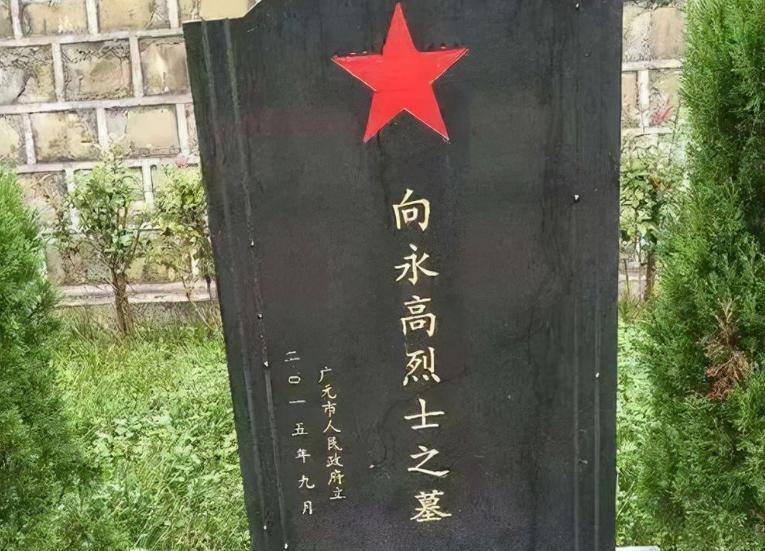 向永高烈士之墓
广元市人民政府立
二〇一五年九月